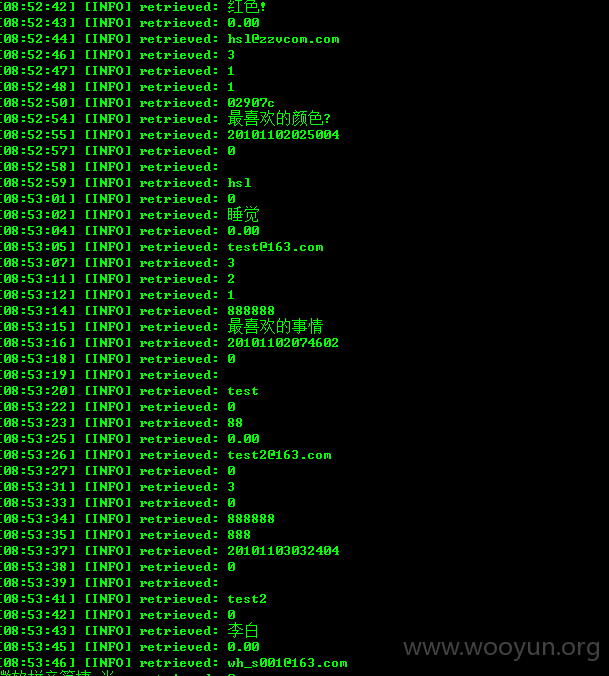 [08:52:42] [INFO] retrieved: 红色!
[08:52:43] [INFO] retrieved: 0.00
[08:52:44] [INFO] retrieved: hsl@zzvcom.com
[08:52:46] [INFO] retrieved: 3
[08:52:47] [INFO] retrieved: 1
[08:52:48] [INFO] retrieved: 1
[08:52:50] [INFO] retrieved: 02907c
[08:52:54] [INFO] retrieved: 最喜欢的颜色?
[08:52:55] [INFO] retrieved: 20101102025004
[08:52:57] [INFO] retrieved: 0
[08:52:58] [INFO] retrieved:
[08:52:59] [INFO] retrieved: hsl
[08:53:01] [INFO] retrieved: 0
[08:53:02] [INFO] retrieved: 睡觉
[08:53:04] [INFO] retrieved: 0.00
[08:53:05] [INFO] retrieved: test@163.com
[08:53:07] [INFO] retrieved: 3
[08:53:11] [INFO] retrieved: 2
[08:53:12] [INFO] retrieved: 1
[08:53:14] [INFO] retrieved: 888888
[08:53:15] [INFO] retrieved: 最喜欢的事情
[08:53:16] [INFO] retrieved: 20101102074602
[08:53:18] [INFO] retrieved: 0
[08:53:19] [INFO] retrieved:
[08:53:20] [INFO] retrieved: test
[08:53:22] [INFO] retrieved: 0
[08:53:23] [INFO] retrieved: 88
[08:53:25] [INFO] retrieved: 0.00
[08:53:26] [INFO] retrieved: test2@163.com
[08:53:27] [INFO] retrieved: 0
[08:53:31] [INFO] retrieved: 3
[08:53:33] [INFO] retrieved: 0
[08:53:34] [INFO] retrieved: 888888
[08:53:35] [INFO] retrieved: 888
[08:53:37] [INFO] retrieved: 20101103032404
[08:53:38] [INFO] retrieved: 0
[08:53:39] [INFO] retrieved:
[08:53:41] [INFO] retrieved: test2
[08:53:42] [INFO] retrieved: 0
[08:53:43] [INFO] retrieved: 李白
[08:53:45] [INFO] retrieved: 0.00
[08:53:46] [INFO] retrieved: wh_s001@163.com
www.wooyun.org